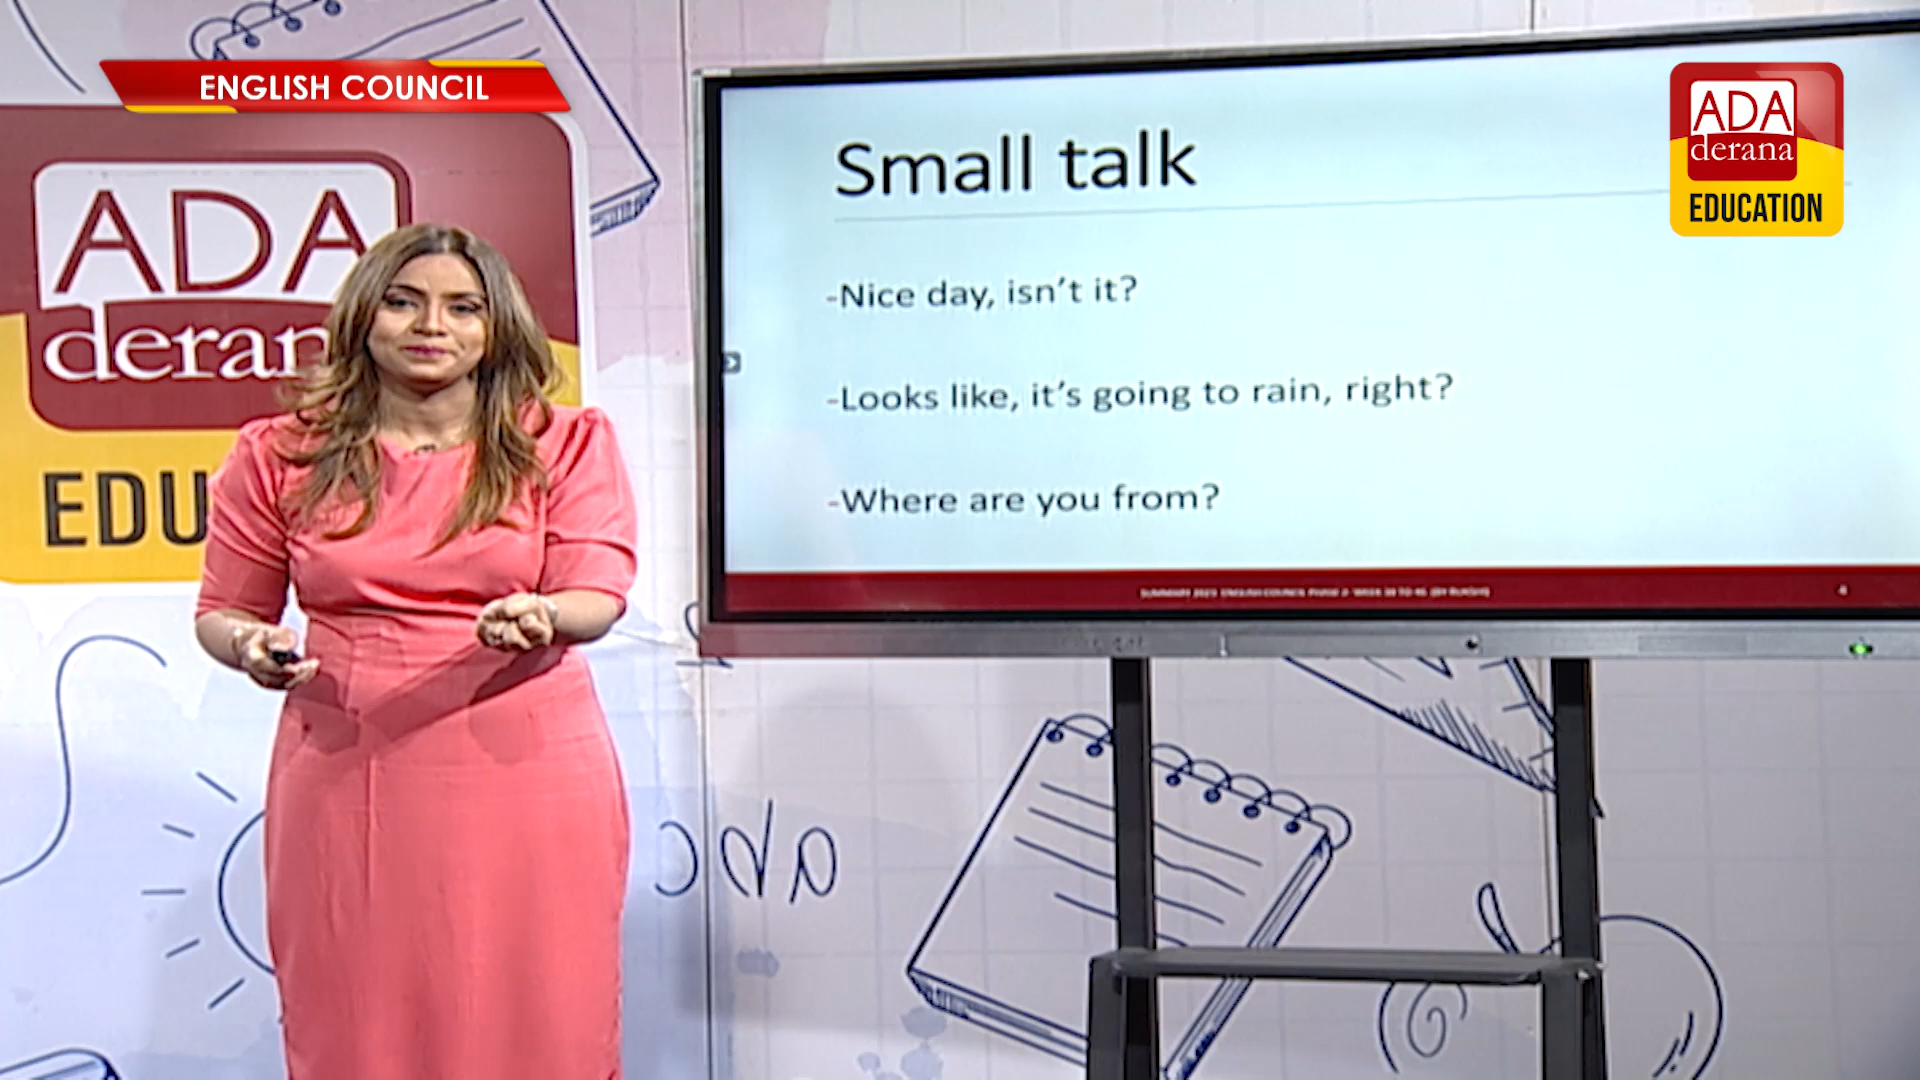 ENGLISH COUNCIL
ADA
derana
EDUCATION
ADA
deran
EDU
Small talk
-Nice day, isn't it?
-Looks like, it's going to rain, right?
-Where are you from?
4